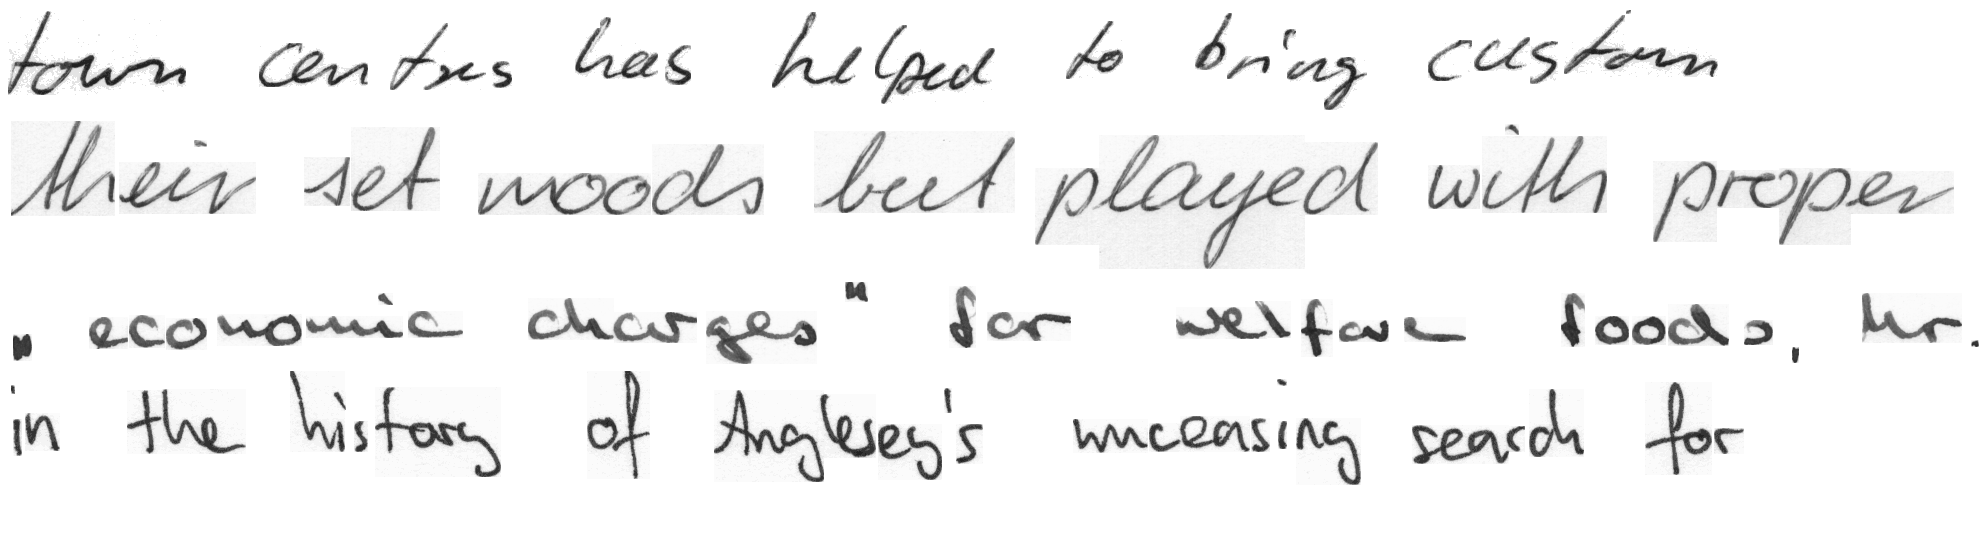 town centres has helped to bring custom
their set moods but played with proper
„economic charges" for welfare foods, Mr.
in the history of Anglesey's unceasing search for